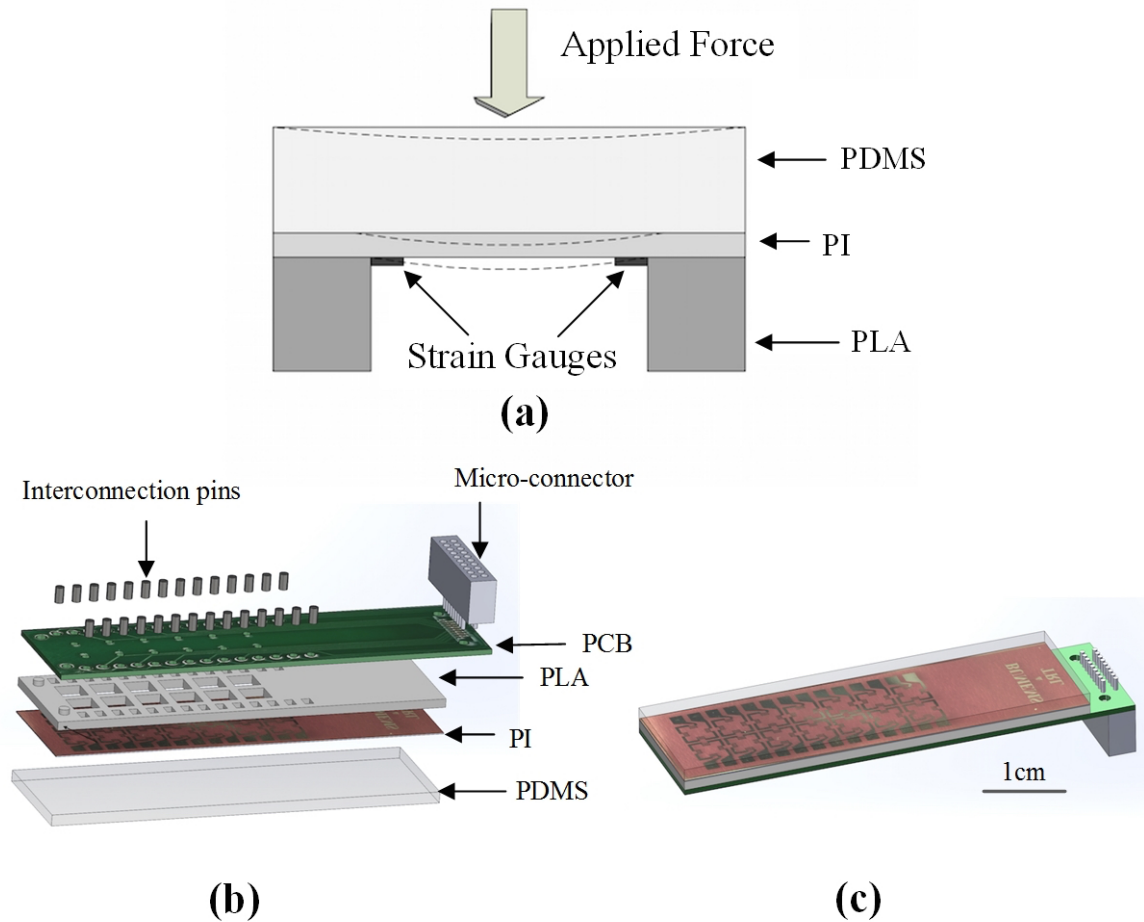 Applied Force
PDMS
PI
PLA
Strain Gauges
(a)
Interconnection pins
Micro-connector
PCB
PLA
PI
PDMS
(b)
1cm
(c)